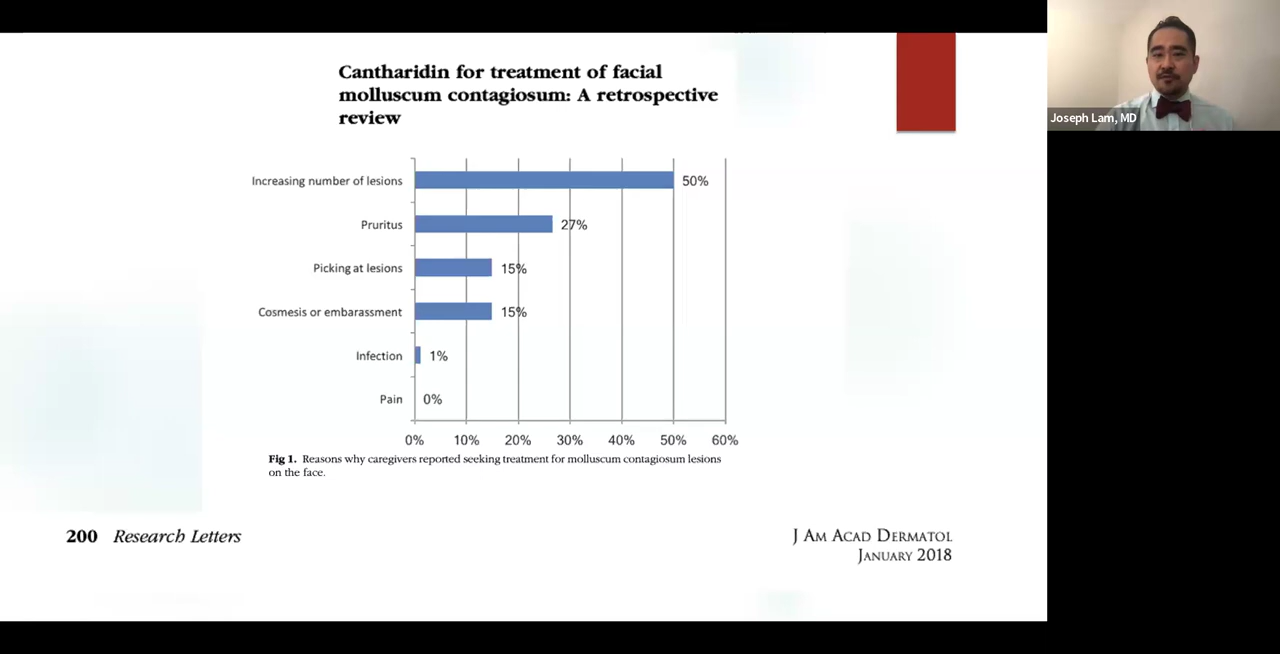 Cantharidin for treatment of facial
molluscum contagiosum: A retrospective
review
Joseph Lam, MD
Increasing number of lesions 50%
Pruritus 27%
Picking at lesions 15%
Cosmesis or embarassment 15%
Infection 1%
Pain 0%
0% 10% 20% 30% 40% 50% 60%
Fig 1. Reasons why caregivers reported seeking treatment for molluscum contagiosum lesions
on the face.
200 Research Letters
J AM ACAD DERMATOL
JANUARY 2018